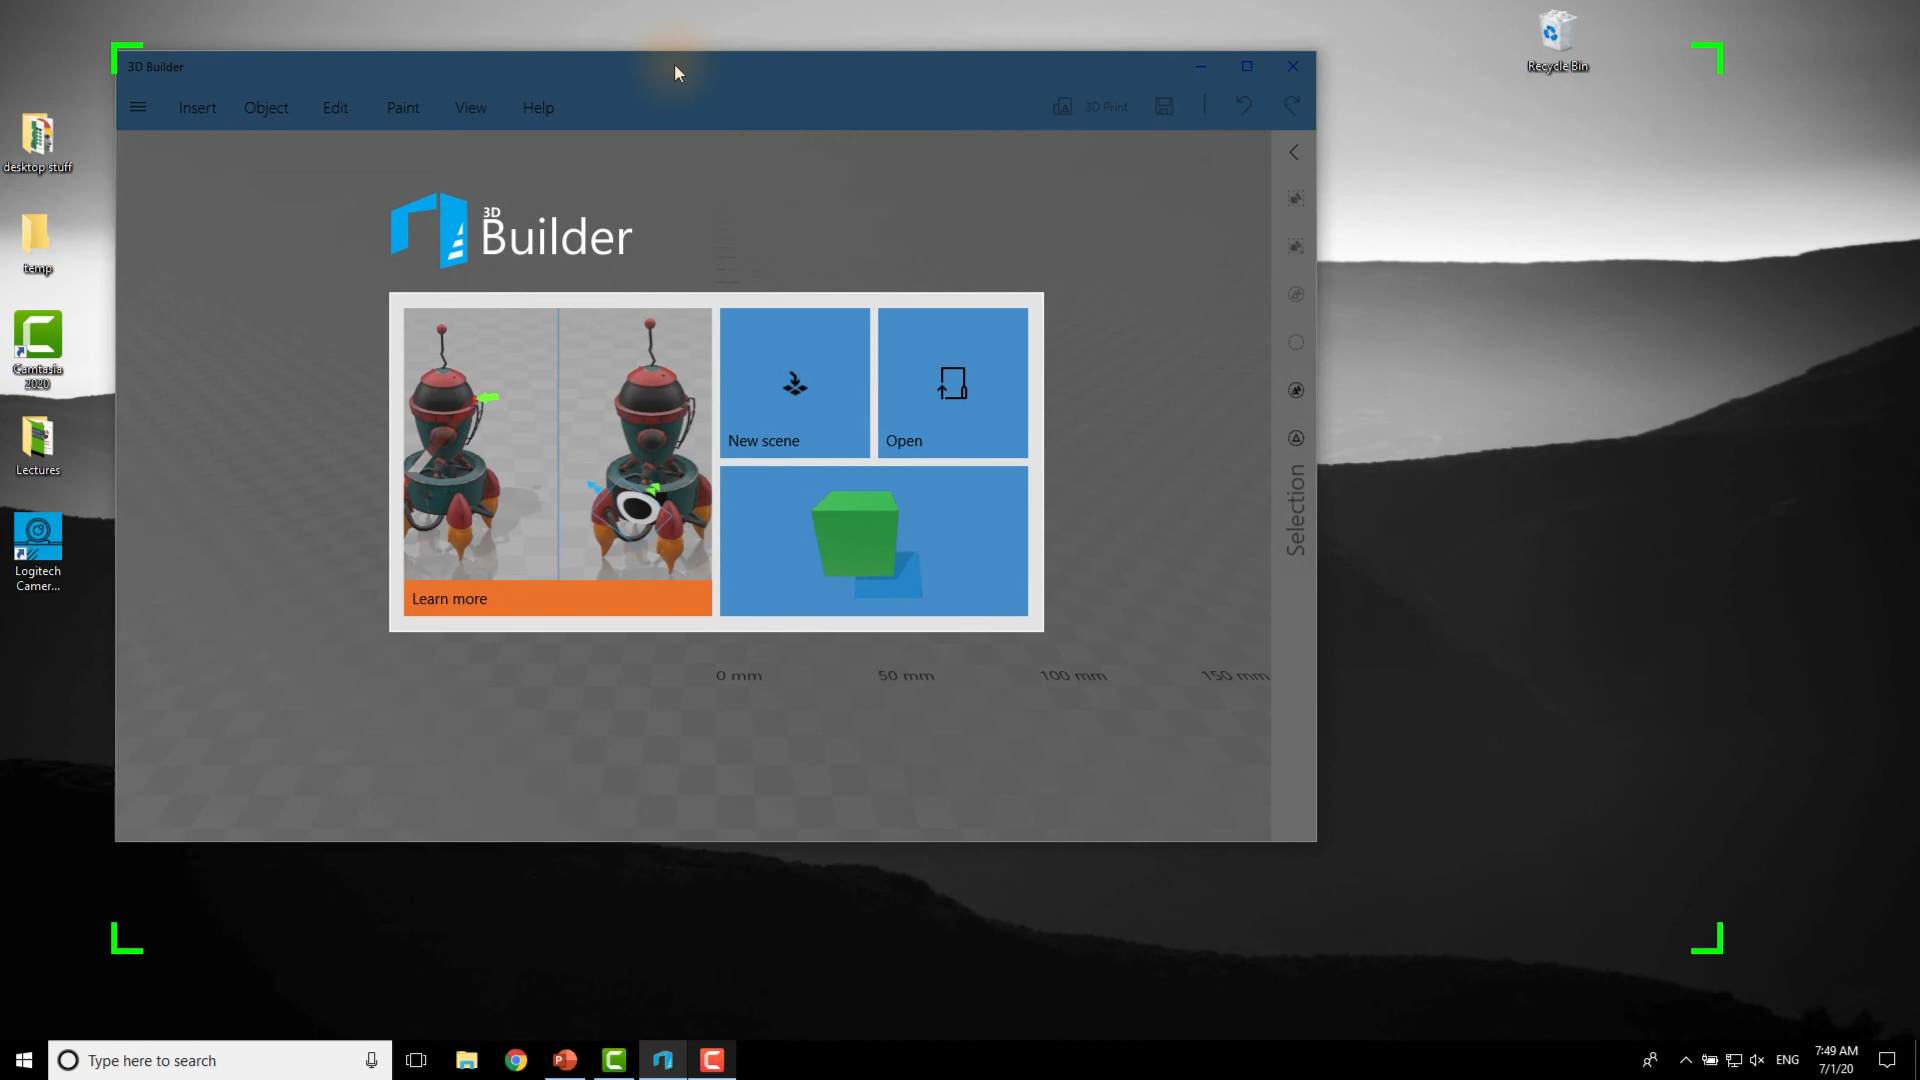 3D Builder
Insert
Object
Edit
Paint
View
Help
3D Print
Recycle Bin
desktop stuff
temp
Camtasia
2020
Lectures
Logitech
Camer...
3D
Builder
New scene
Open
Learn more
Selection
0 mm
50 mm
100 mm
150 mm
Type here to search
ENG
7:49 AM
7/1/20